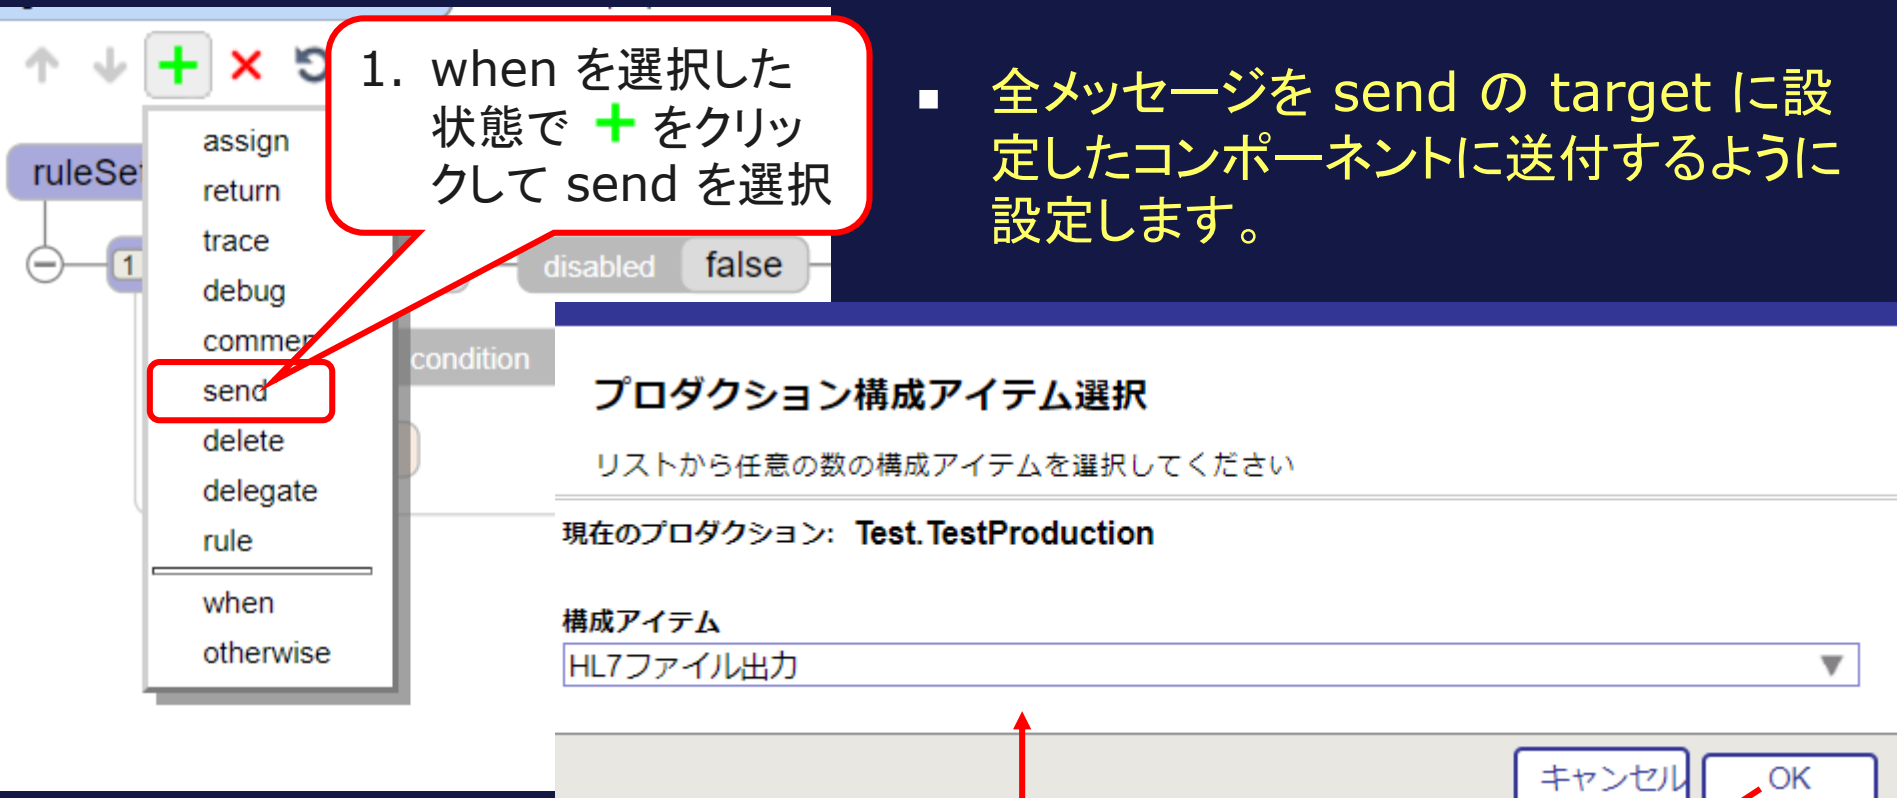 1. when を選択した
状態で + をクリッ
クして send を選択
assign
return
trace
debug
send
delete
delegate
rule
when
otherwise
1
disabled false
condition
全メッセージを send の target に設
定したコンポーネントに送付するように
設定します。
プロダクション構成アイテム選択
リストから任意の数の構成アイテムを選択してください
現在のプロダクション: Test.TestProduction
構成アイテム
HL7ファイル出力
キャンセル OK